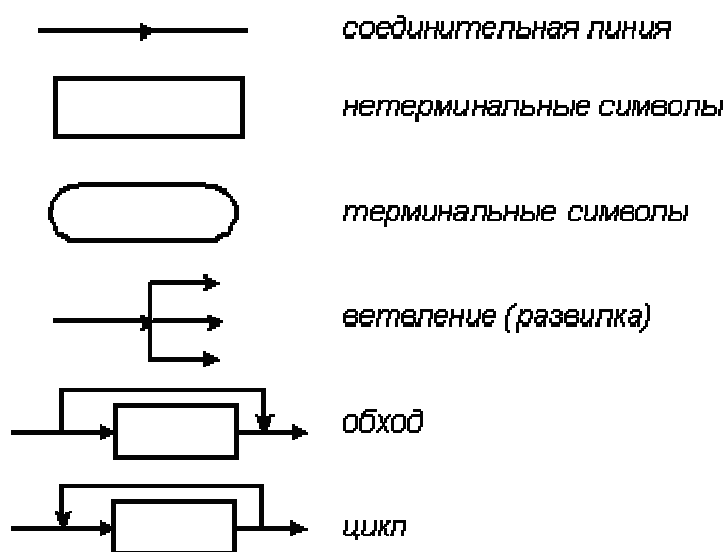 соединительная линия
нетерминальные символы
терминальные символы
ветвление (развилка)
обход
цикл